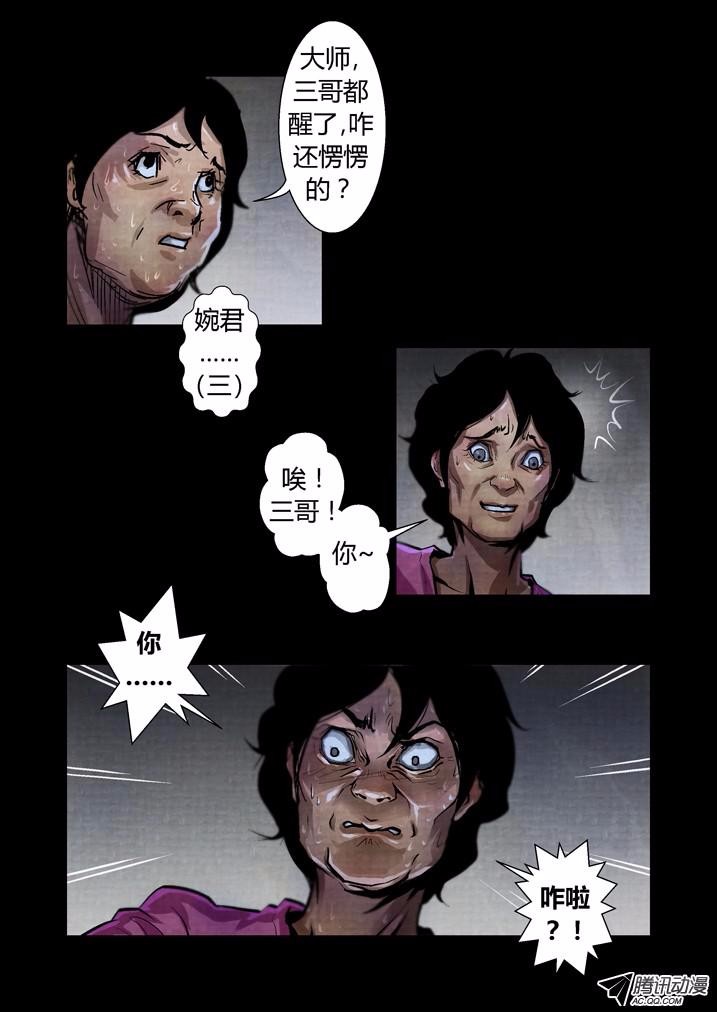 大师，
三哥都
醒了，咋
还愣愣
的？
婉君
……
（三）
唉！
三哥！
你~
你
……
咋啦
？！
腾讯动漫
AC.QQ.COM